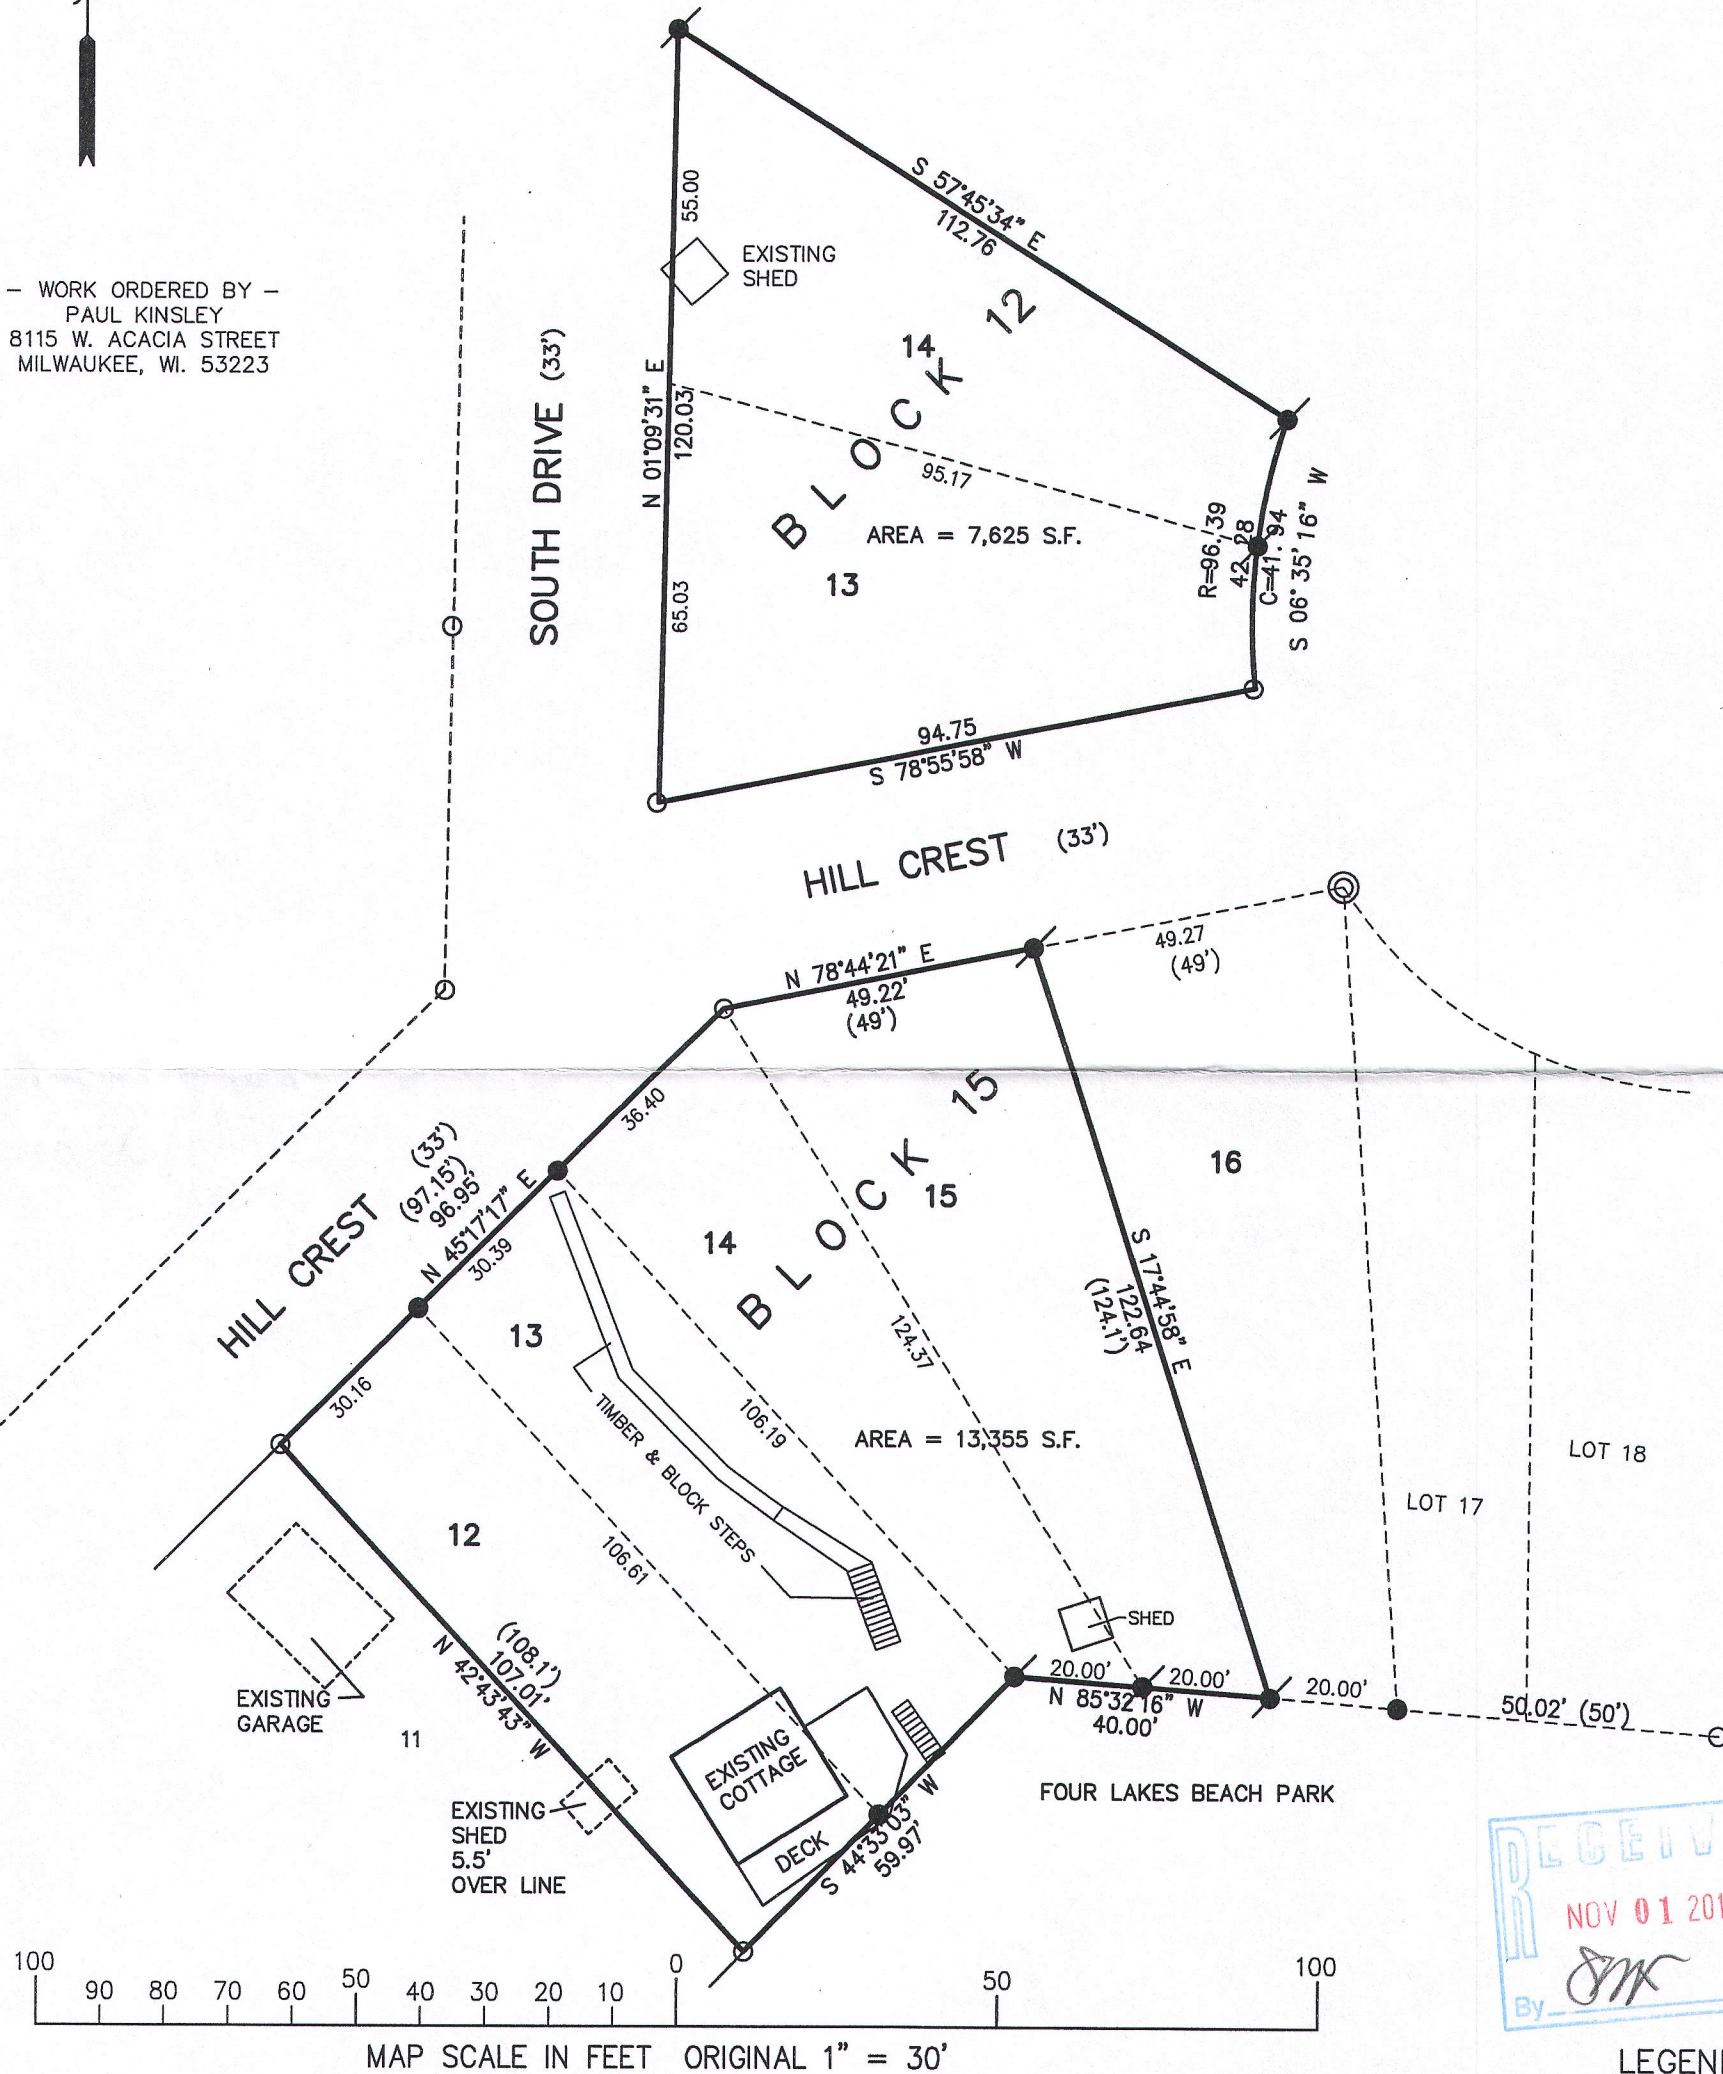 S 57°45'34" E
112.76
55.00
EXISTING
SHED
— WORK ORDERED BY —
PAUL KINSLEY
8115 W. ACACIA STREET
MILWAUKEE, WI. 53223
SOUTH DRIVE (33')
N 01°09'31" E
120.03
65.03
14
BLOCK 12
95.17
AREA = 7,625 S.F.
13
R=96.39
42.28
C=41.94
S 06°35'16" W
94.75
S 78°55'58" W
HILL CREST (33')
49.27
(49')
N 78°44'21" E
49.22'
(49')
36.40
HILL CREST (33')
(97.15')
96.95'
N 45°17'17" E
30.39
30.16
BLOCK 15
16
15
14
13
12
S 17°44'58" E
122.64
(124.1')
124.37
106.19
106.61
TIMBER & BLOCK STEPS
AREA = 13,355 S.F.
LOT 18
LOT 17
SHED
20.00'
20.00'
20.00'
N 85°32'16" W
40.00'
50.02' (50')
(108.1')
107.01'
N 42°43'43" W
EXISTING
GARAGE
11
EXISTING
COTTAGE
DECK
S 44°33'03" W
59.97'
FOUR LAKES BEACH PARK
EXISTING
SHED
5.5'
OVER LINE
RECEIV
NOV 01 201
By
100 90 80 70 60 50 40 30 20 10 0 50 100
MAP SCALE IN FEET ORIGINAL 1" = 30'
LEGEN